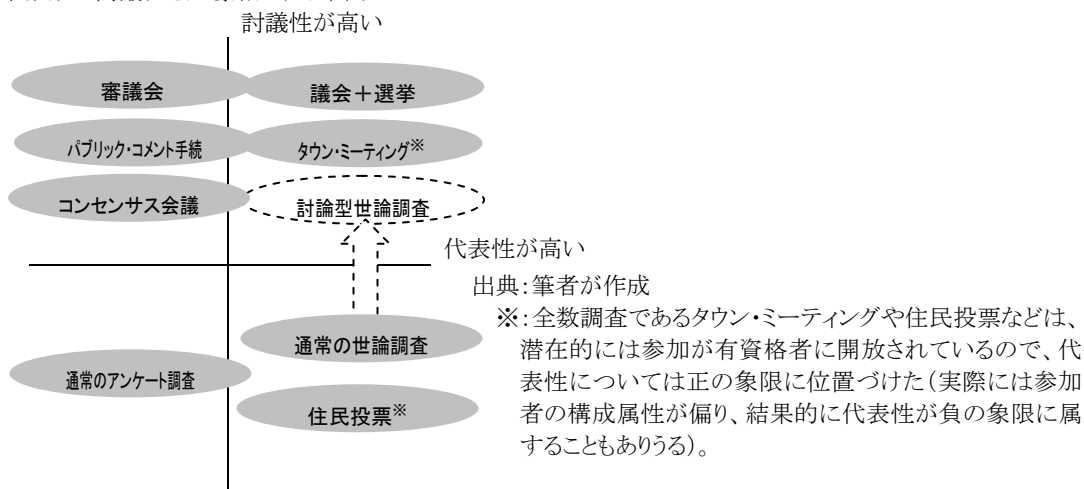 討議性が高い
審議会
議会＋選挙
パブリック・コメント手続
タウン・ミーティング※
コンセンサス会議
討論型世論調査
代表性が高い
出典：筆者が作成
※：全数調査であるタウン・ミーティングや住民投票などは、
潜在的には参加が有資格者に開放されているので、代
表性については正の象限に位置づけた（実際には参加
者の構成属性が偏り、結果的に代表性が負の象限に属
することもありうる）。
通常の世論調査
通常のアンケート調査
住民投票※